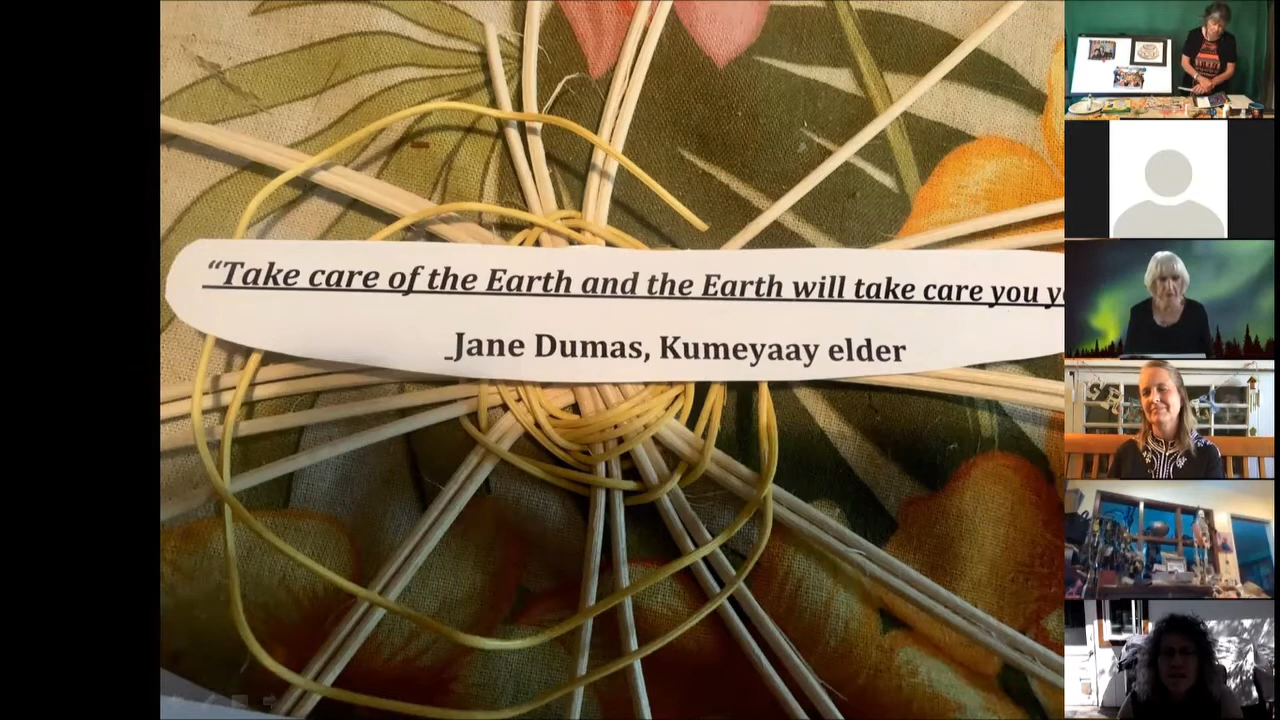 “Take care of the Earth and the Earth will take care you
Jane Dumas, Kumeyaay elder